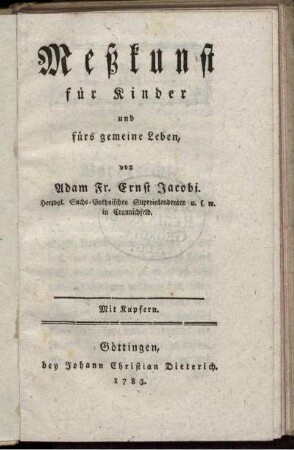 Meßkunst
für Kinder
und
fürs gemeine Leben,
von
Adam Fr. Ernst Jacobi.
Herzogl. Sachs-Gothaischen Superintendenten u. s. w.
in Crannichfeld.
Mit Kupfern.
Göttingen,
bey Johann Christian Dieterich.
1783.